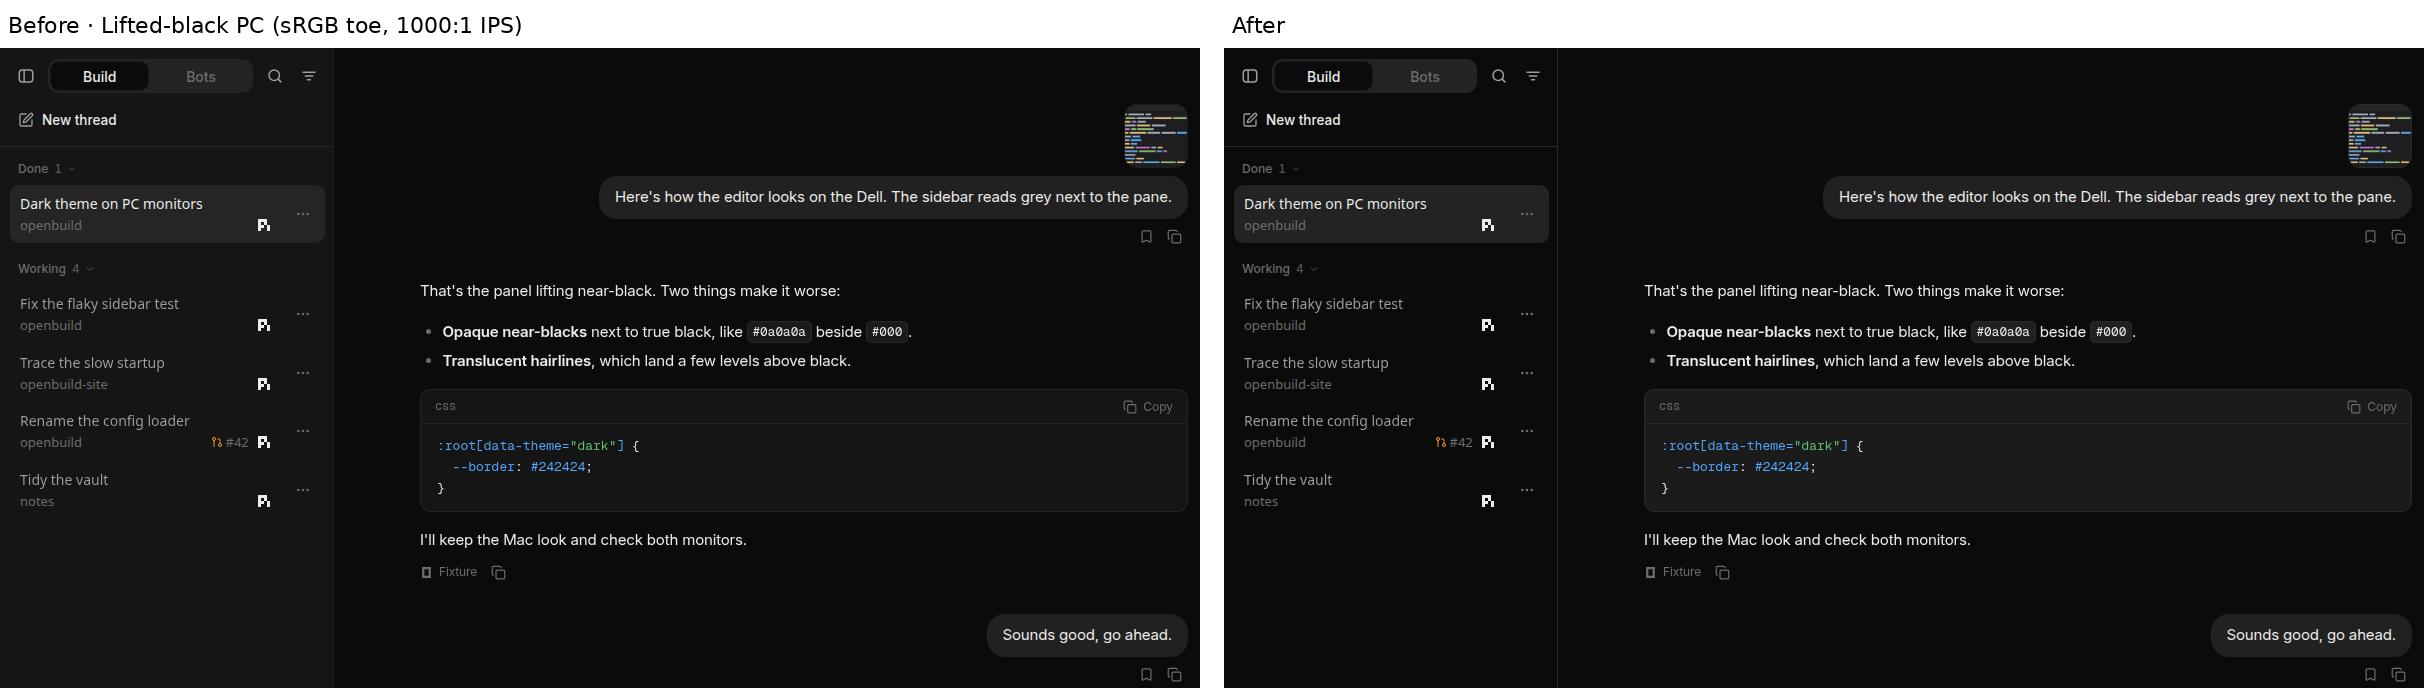 Before · Lifted-black PC (sRGB toe, 1000:1 IPS)
Build Bots
New thread
Done 1
Dark theme on PC monitors
openbuild
Working 4
Fix the flaky sidebar test
openbuild
Trace the slow startup
openbuild-site
Rename the config loader
openbuild #42
Tidy the vault
notes
Here's how the editor looks on the Dell. The sidebar reads grey next to the pane.
That's the panel lifting near-black. Two things make it worse:
• Opaque near-blacks next to true black, like #0a0a0a beside #000.
• Translucent hairlines, which land a few levels above black.
css Copy
:root[data-theme="dark"] {
--border: #242424;
}
I'll keep the Mac look and check both monitors.
Fixture
Sounds good, go ahead.
After
Build Bots
New thread
Done 1
Dark theme on PC monitors
openbuild
Working 4
Fix the flaky sidebar test
openbuild
Trace the slow startup
openbuild-site
Rename the config loader
openbuild #42
Tidy the vault
notes
Here's how the editor looks on the Dell. The sidebar reads grey next to the pane.
That's the panel lifting near-black. Two things make it worse:
• Opaque near-blacks next to true black, like #0a0a0a beside #000.
• Translucent hairlines, which land a few levels above black.
css Copy
:root[data-theme="dark"] {
--border: #242424;
}
I'll keep the Mac look and check both monitors.
Fixture
Sounds good, go ahead.